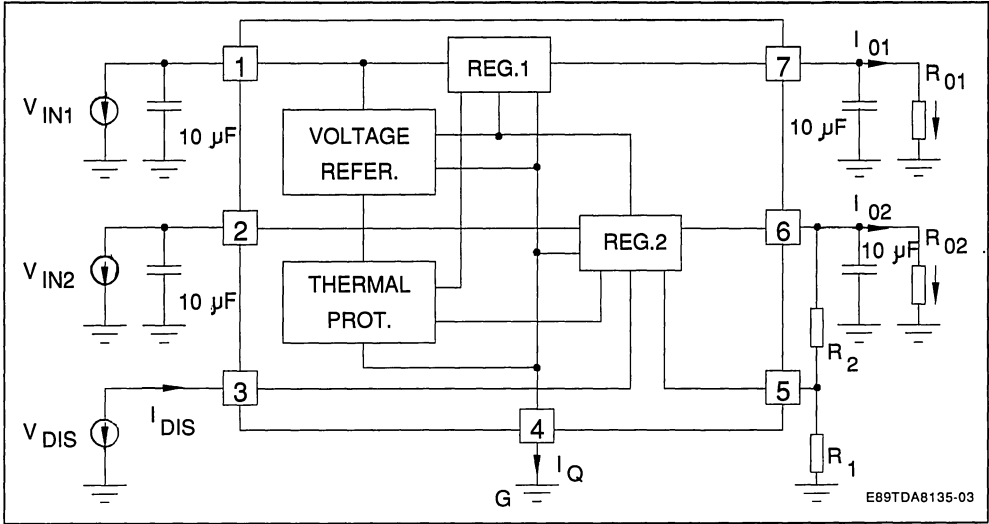 I 01
1
REG.1
7
R 01
V IN1
10 µF
VOLTAGE
REFER.
10 µF
I 02
2
REG.2
6
10 µF
R 02
V IN2
10 µF
THERMAL
PROT.
R 2
3
5
I DIS
V DIS
4
I Q
G
R 1
E89TDA8135-03